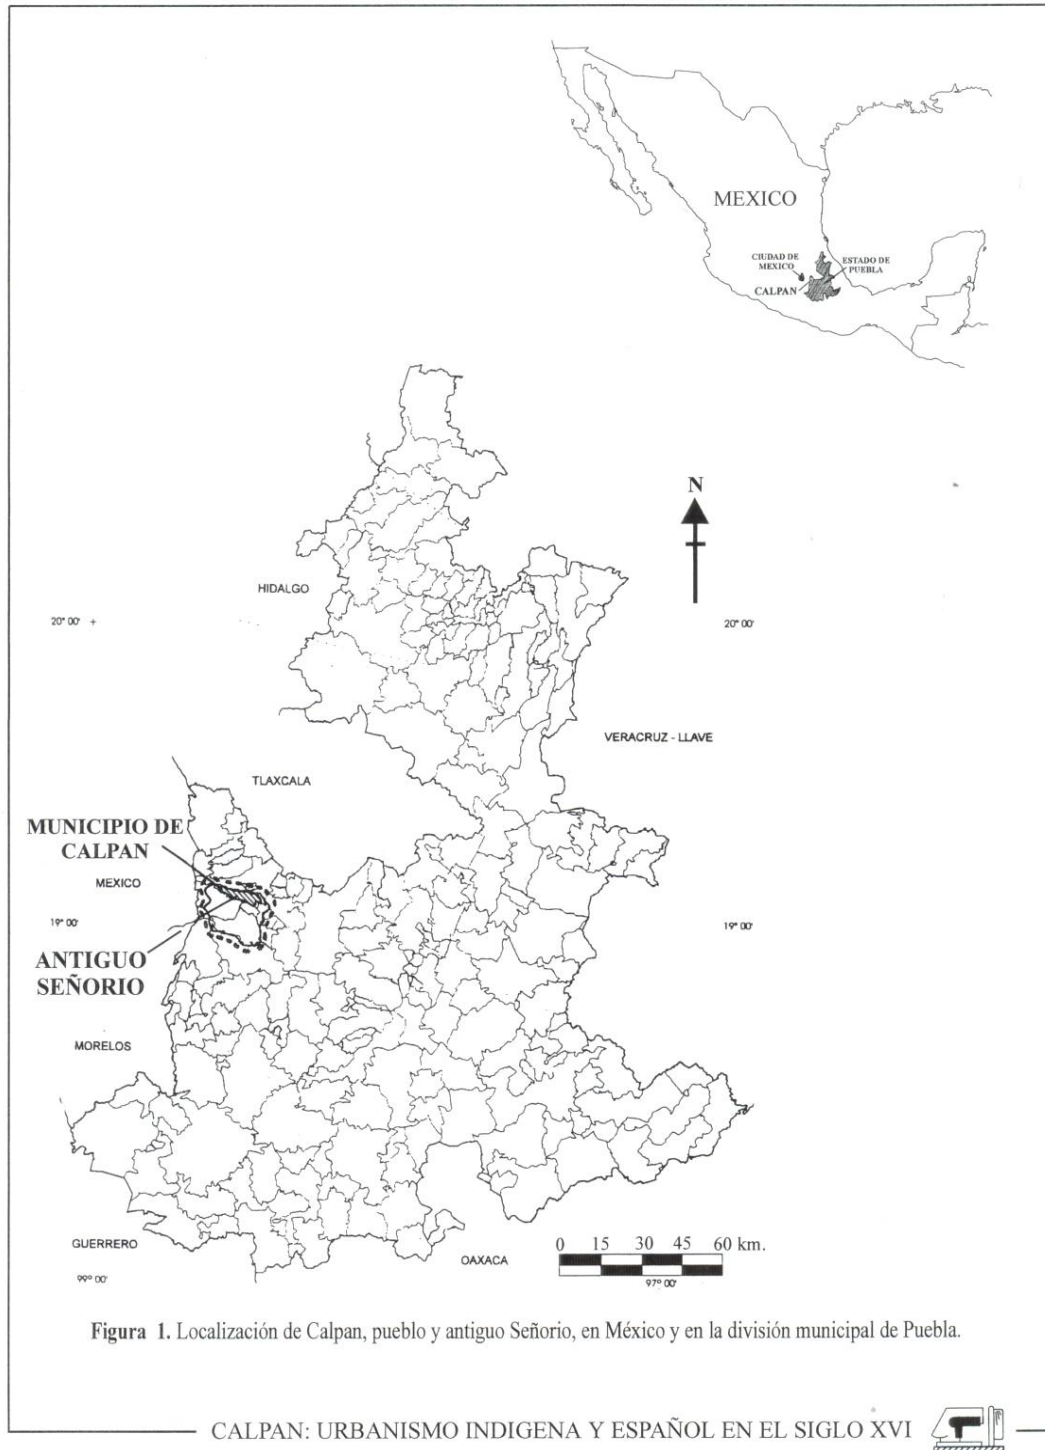 MEXICO
CIUDAD DE
MEXICO
ESTADO DE
PUEBLA
CALPAN
N
HIDALGO
20° 00'
20° 00'
VERACRUZ - LLAVE
TLAXCALA
MUNICIPIO DE
CALPAN
MEXICO
19° 00'
19° 00'
ANTIGUO
SEÑORIO
MORELOS
GUERRERO
OAXACA
0 15 30 45 60 km.
99° 00'
97° 00'
Figura 1. Localización de Calpan, pueblo y antiguo Señorio, en México y en la división municipal de Puebla.
CALPAN: URBANISMO INDIGENA Y ESPAÑOL EN EL SIGLO XVI